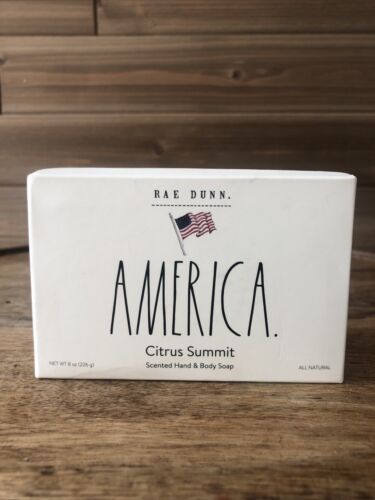 RAE DUNN.
AMERICA.
Citrus Summit
Scented Hand & Body Soap
NET WT 8 oz (226 g)
ALL NATURAL